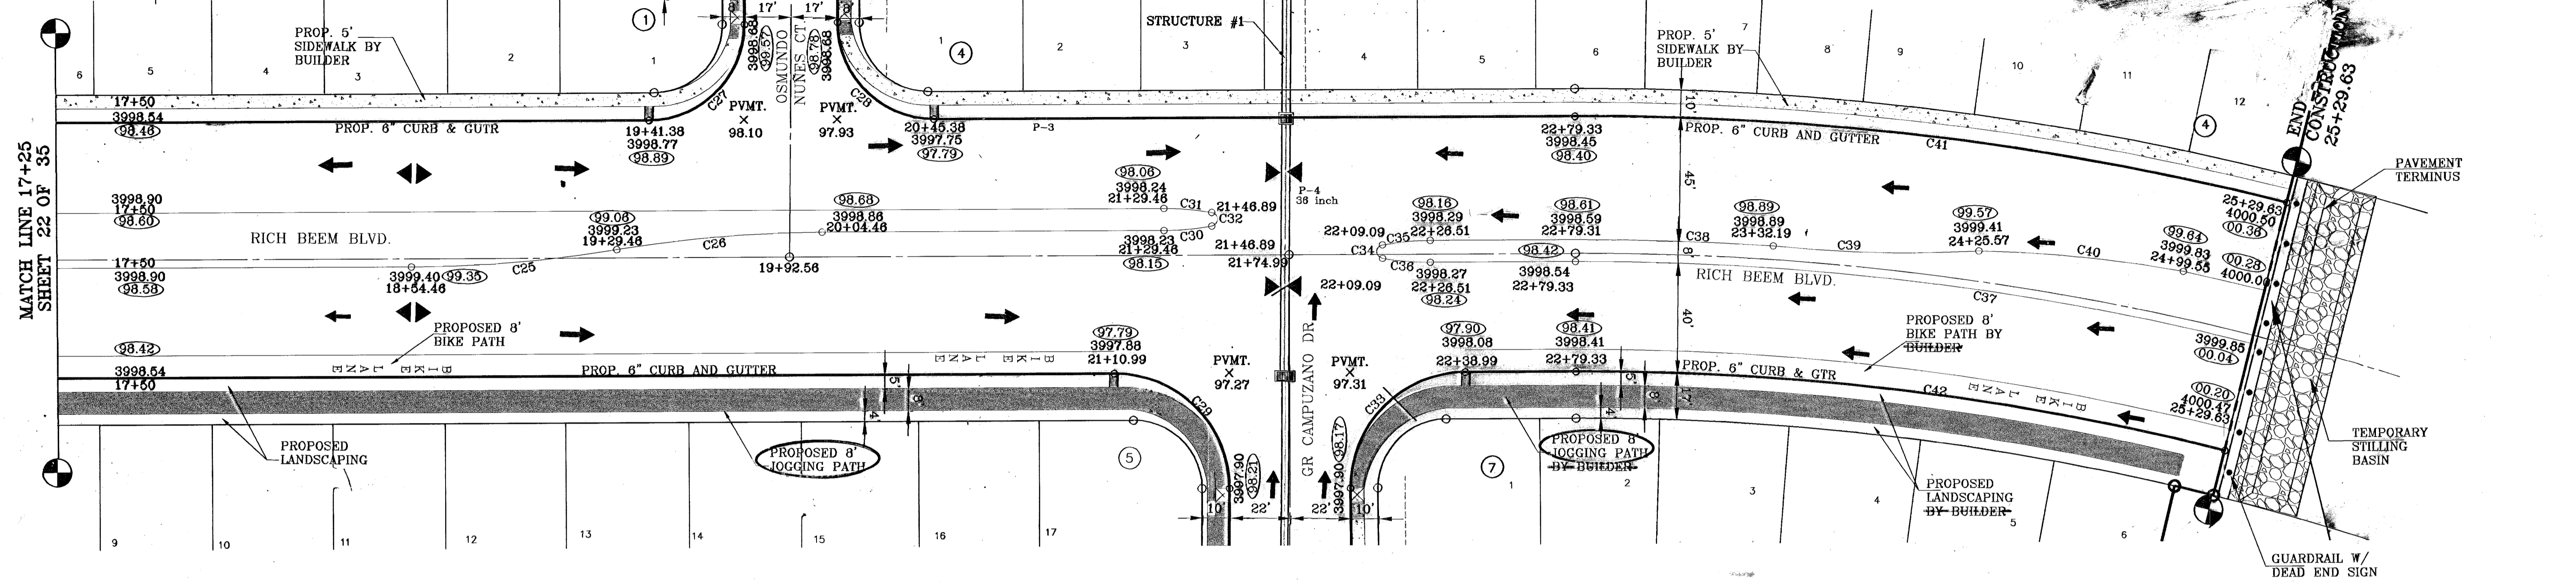 MATCH LINE 17+25
SHEET 22 OF 35
6
5
4
3
2
1
PROP. 5'
SIDEWALK BY
BUILDER
17+50
3998.54
98.46
PROP. 6" CURB & GUTR
1
8'
17'
17'
8'
3998.68
99.57
OSMUNDO
NUNES CT.
98.78
3998.68
C27
C28
PVMT.
98.10
PVMT.
97.93
19+41.38
3998.77
98.89
20+45.38
3997.75
97.79
P-3
1
4
2
3
STRUCTURE #1
4
5
6
7
8
9
10
11
12
4
PROP. 5'
SIDEWALK BY
BUILDER
10'
PROP. 6" CURB AND GUTTER
C41
END
CONSTRUCTION
25+29.63
PAVEMENT
TERMINUS
22+79.33
3998.45
98.40
45'
P-4
36 inch
3998.90
17+50
98.60
RICH BEEM BLVD.
99.06
3999.23
19+29.46
C26
98.68
3998.86
20+04.46
98.06
3998.24
21+29.46
C31
21+46.89
C32
C30
3998.23
21+29.46
98.15
21+46.89
21+74.99
22+09.09
C35
C34
C36
98.16
3998.29
22+26.51
98.61
3998.59
22+79.31
98.42
C38
98.89
3998.89
23+32.19
C39
99.57
3999.41
24+25.57
C40
99.64
3999.83
24+99.55
25+29.63
4000.50
00.36
00.28
17+50
3998.90
98.58
3999.40
99.35
18+54.46
C25
19+92.56
22+09.09
3998.27
22+26.51
98.24
3998.54
22+79.33
8'
RICH BEEM BLVD.
C37
40'
98.42
3998.54
17+50
PROPOSED 8'
BIKE PATH
BIKE LANE
PROP. 6" CURB AND GUTTER
BIKE LANE
5'
8'
4'
97.79
3997.88
21+10.99
PVMT.
97.27
GR CAMPUZANO DR
PVMT.
97.31
97.90
3998.08
22+38.99
98.41
3998.41
22+79.33
PROP. 6" CURB & GTR
PROPOSED 8'
BIKE PATH BY
BUILDER
C42
BIKE LANE
3999.85
00.04
00.20
4000.47
25+29.63
5'
8'
17'
4'
C29
C33
PROPOSED
LANDSCAPING
PROPOSED 8'
JOGGING PATH
5
3997.90
98.21
98.17
3997.90
10'
22'
22'
10'
7
PROPOSED 8'
JOGGING PATH
BY BUILDER
PROPOSED
LANDSCAPING
BY BUILDER
TEMPORARY
STILLING
BASIN
GUARDRAIL W/
DEAD END SIGN
9
10
11
12
13
14
15
16
17
1
2
3
4
5
6